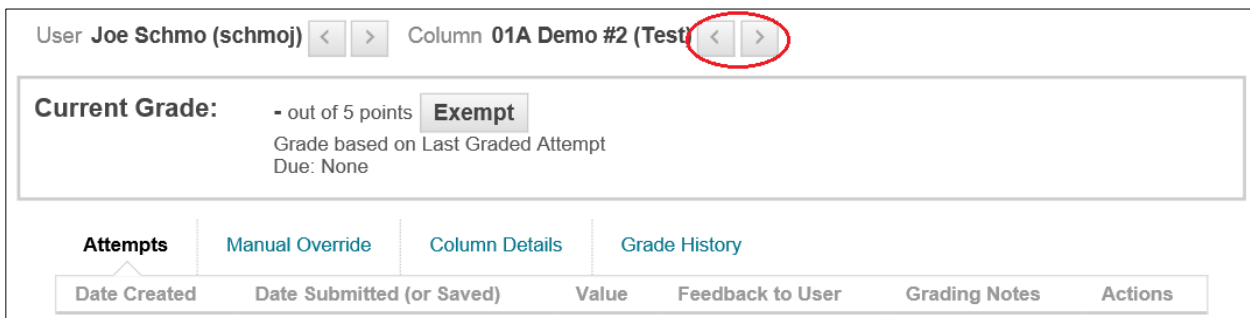 User Joe Schmo (schmoj) < > Column 01A Demo #2 (Test) < >
Current Grade: - out of 5 points Exempt
Grade based on Last Graded Attempt
Due: None
Attempts Manual Override Column Details Grade History
Date Created Date Submitted (or Saved) Value Feedback to User Grading Notes Actions